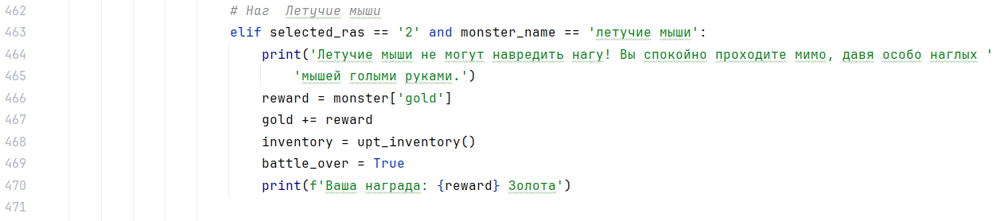 462 # Наг  Летучие мыши
463 elif selected_ras == '2' and monster_name == 'летучие мыши':
464 print('Летучие мыши не могут навредить нагу! Вы спокойно проходите мимо, давя особо наглых '
465 'мышей голыми руками.')
466 reward = monster['gold']
467 gold += reward
468 inventory = upt_inventory()
469 battle_over = True
470 print(f'Ваша награда: {reward} Золота')
471